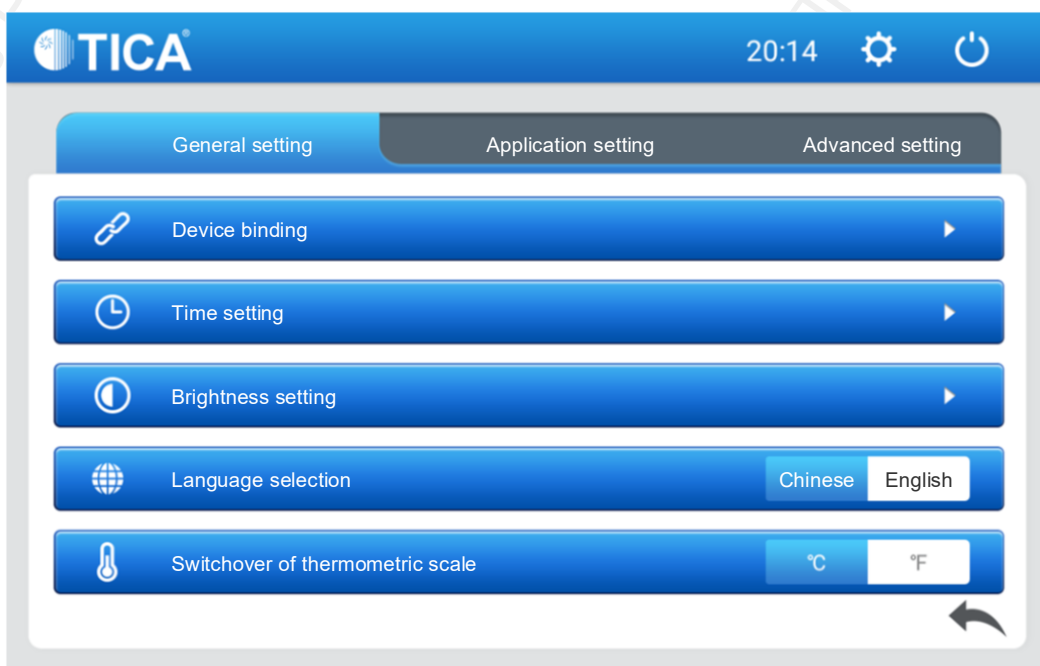 TICA®
20:14
General setting
Application setting
Advanced setting
Device binding
Time setting
Brightness setting
Language selection
Chinese
English
Switchover of thermometric scale
℃
℉